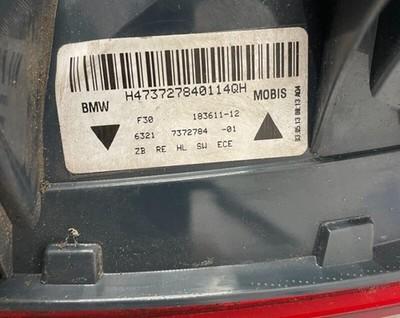 H473727840114QH
BMW MOBIS
F30 183611-12
6321 7372784 -01
ZB RE HL SW ECE